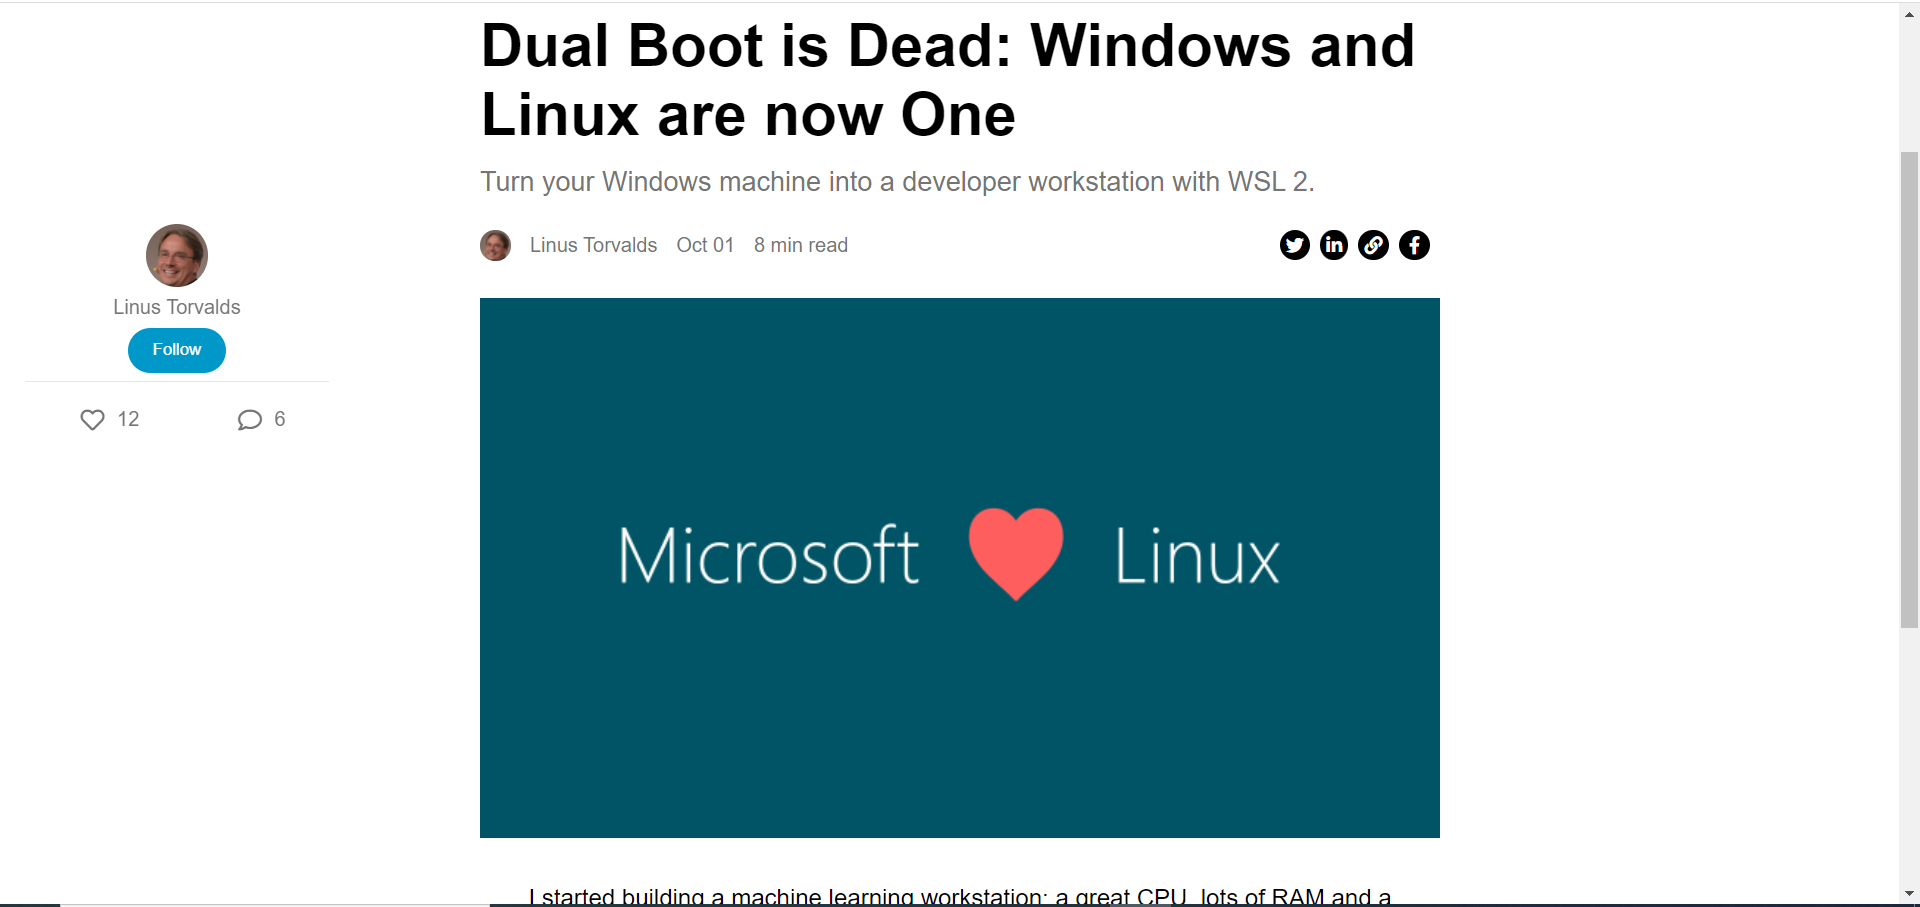 Dual Boot is Dead: Windows and
Linux are now One
Turn your Windows machine into a developer workstation with WSL 2.
Linus Torvalds Oct 01 8 min read
Linus Torvalds
Follow
12 6
Microsoft Linux
I started building a machine learning workstation: a great CPU, lots of RAM and a